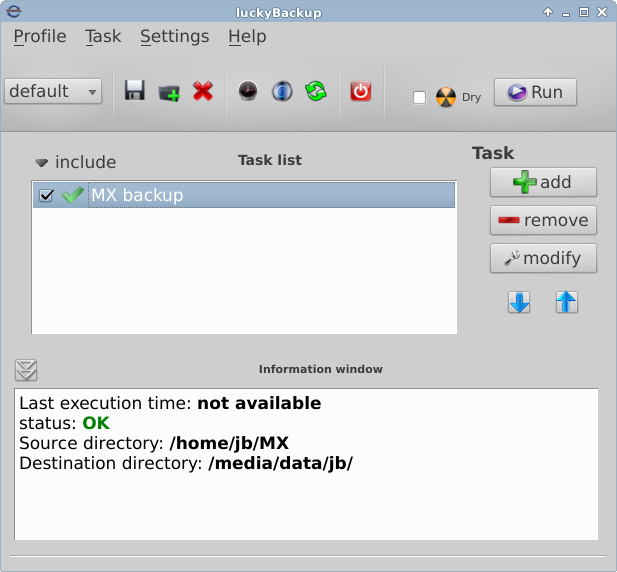 luckyBackup
Profile Task Settings Help
default
Dry
Run
include
Task list
Task
MX backup
add
remove
modify
Information window
Last execution time: not available
status: OK
Source directory: /home/jb/MX
Destination directory: /media/data/jb/